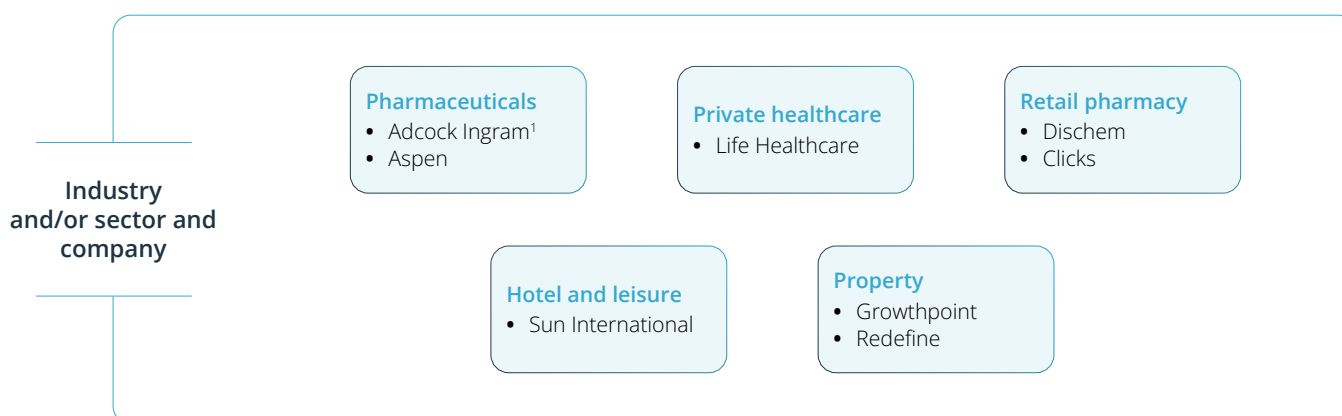 Industry
and/or sector and
company
Pharmaceuticals
• Adcock Ingram¹
• Aspen
Private healthcare
• Life Healthcare
Retail pharmacy
• Dischem
• Clicks
Hotel and leisure
• Sun International
Property
• Growthpoint
• Redefine